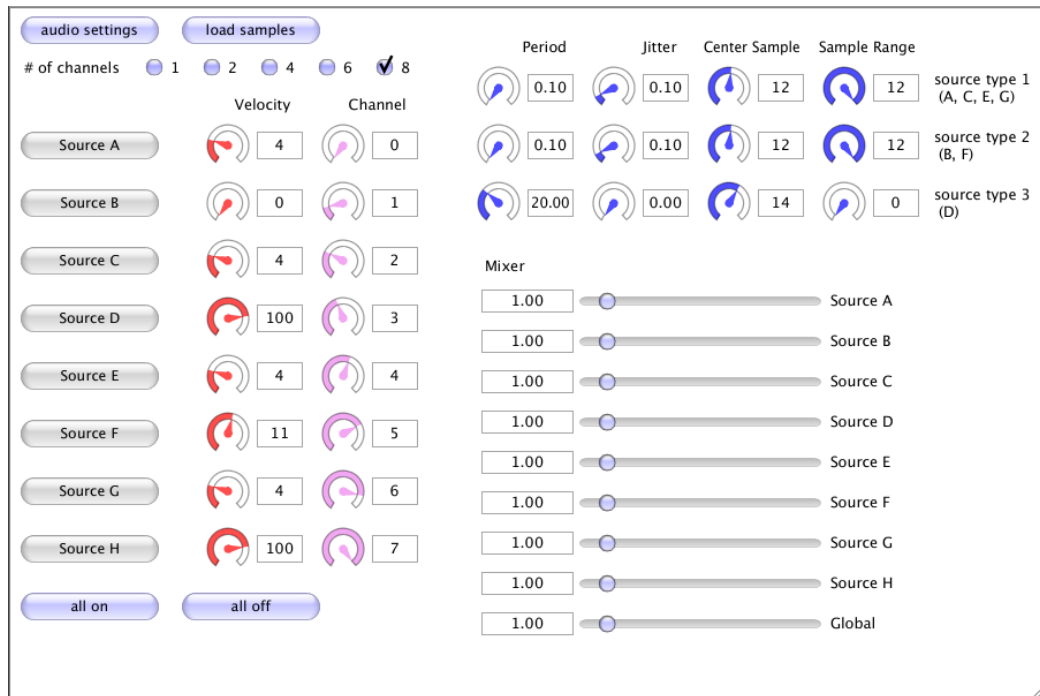 audio settings
load samples
# of channels 1 2 4 6 8
Velocity Channel
Source A 4 0
Source B 0 1
Source C 4 2
Source D 100 3
Source E 4 4
Source F 11 5
Source G 4 6
Source H 100 7
all on
all off
Period Jitter Center Sample Sample Range
0.10 0.10 12 12 source type 1
(A, C, E, G)
0.10 0.10 12 12 source type 2
(B, F)
20.00 0.00 14 0 source type 3
(D)
Mixer
1.00 Source A
1.00 Source B
1.00 Source C
1.00 Source D
1.00 Source E
1.00 Source F
1.00 Source G
1.00 Source H
1.00 Global